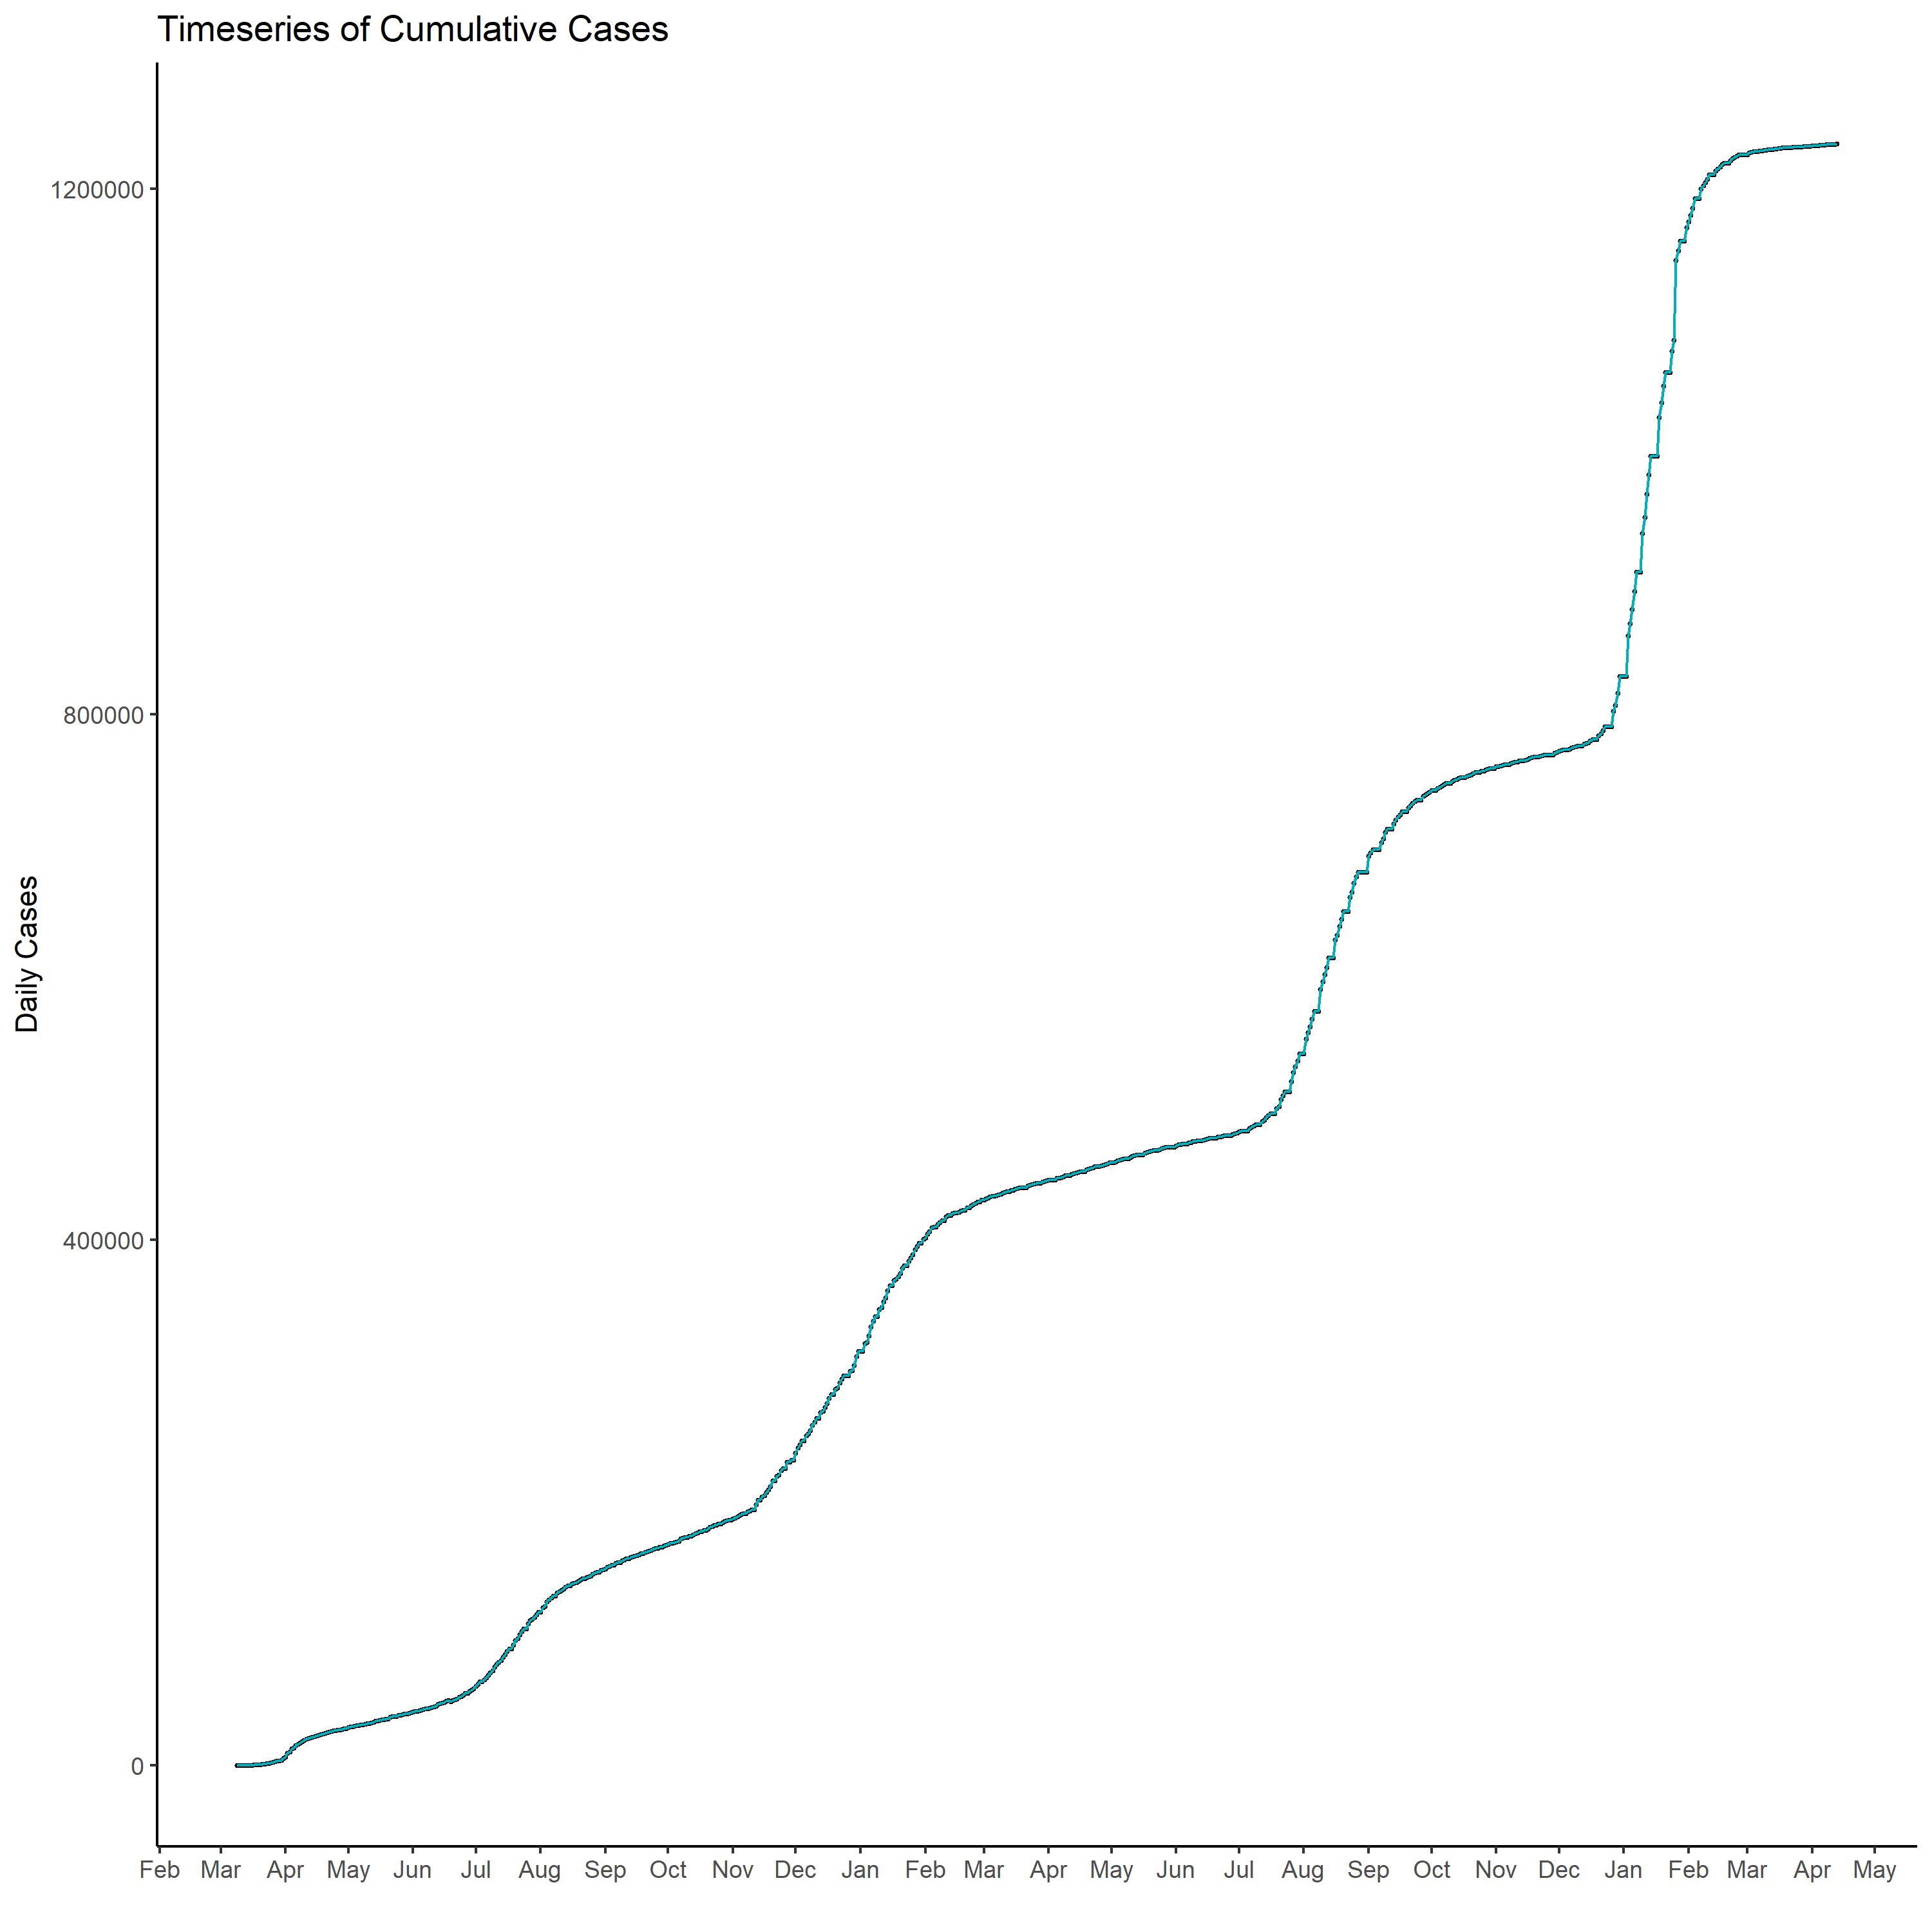 Timeseries of Cumulative Cases
Daily Cases
1200000
800000
400000
0
Feb Mar Apr May Jun Jul Aug Sep Oct Nov Dec Jan Feb Mar Apr May Jun Jul Aug Sep Oct Nov Dec Jan Feb Mar Apr May